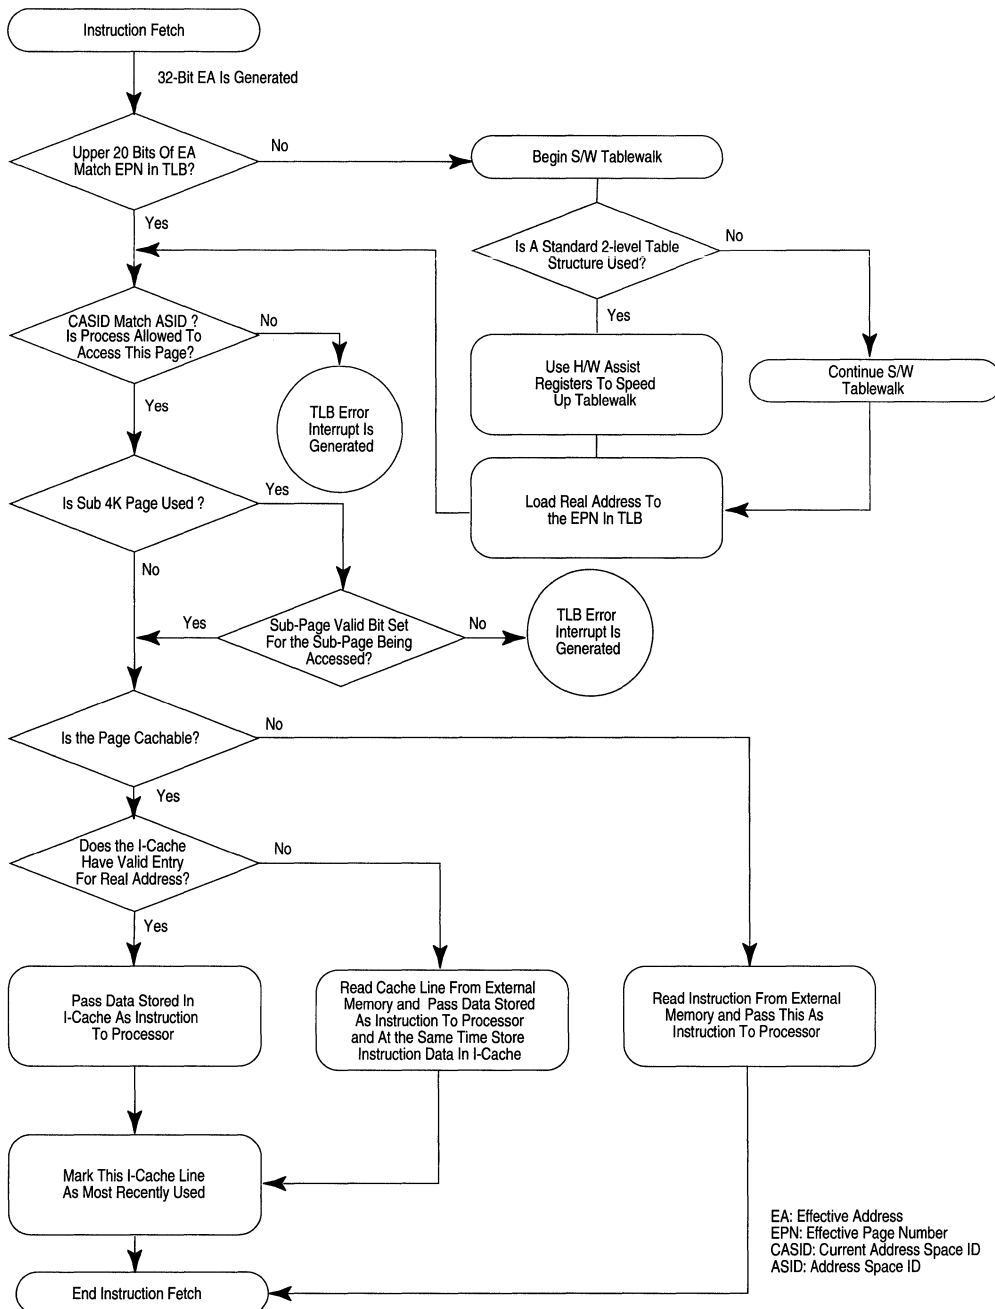 Instruction Fetch
32-Bit EA Is Generated
Upper 20 Bits Of EA
Match EPN In TLB?
No
Begin S/W Tablewalk
Yes
Is A Standard 2-level Table
Structure Used?
No
Yes
CASID Match ASID ?
Is Process Allowed To
Access This Page?
No
Use H/W Assist
Registers To Speed
Up Tablewalk
Continue S/W
Tablewalk
Yes
TLB Error
Interrupt Is
Generated
Is Sub 4K Page Used ?
Yes
Load Real Address To
the EPN In TLB
No
Yes
Sub-Page Valid Bit Set
For the Sub-Page Being
Accessed?
No
TLB Error
Interrupt Is
Generated
Is the Page Cachable?
No
Yes
Does the I-Cache
Have Valid Entry
For Real Address?
No
Yes
Pass Data Stored In
I-Cache As Instruction
To Processor
Read Cache Line From External
Memory and Pass Data Stored
As Instruction To Processor
and At the Same Time Store
Instruction Data In I-Cache
Read Instruction From External
Memory and Pass This As
Instruction To Processor
Mark This I-Cache Line
As Most Recently Used
EA: Effective Address
EPN: Effective Page Number
CASID: Current Address Space ID
ASID: Address Space ID
End Instruction Fetch